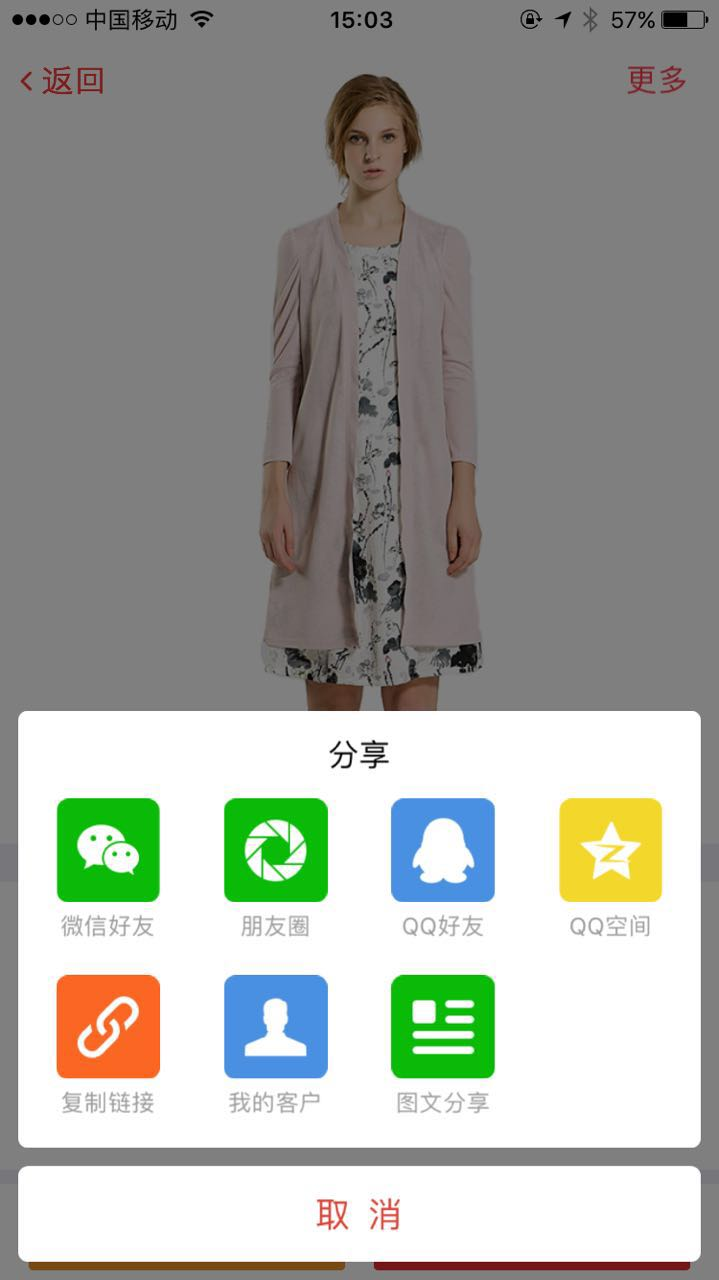 中国移动 15:03 57%
返回 更多
分享
微信好友 朋友圈 QQ好友 QQ空间
复制链接 我的客户 图文分享
取 消